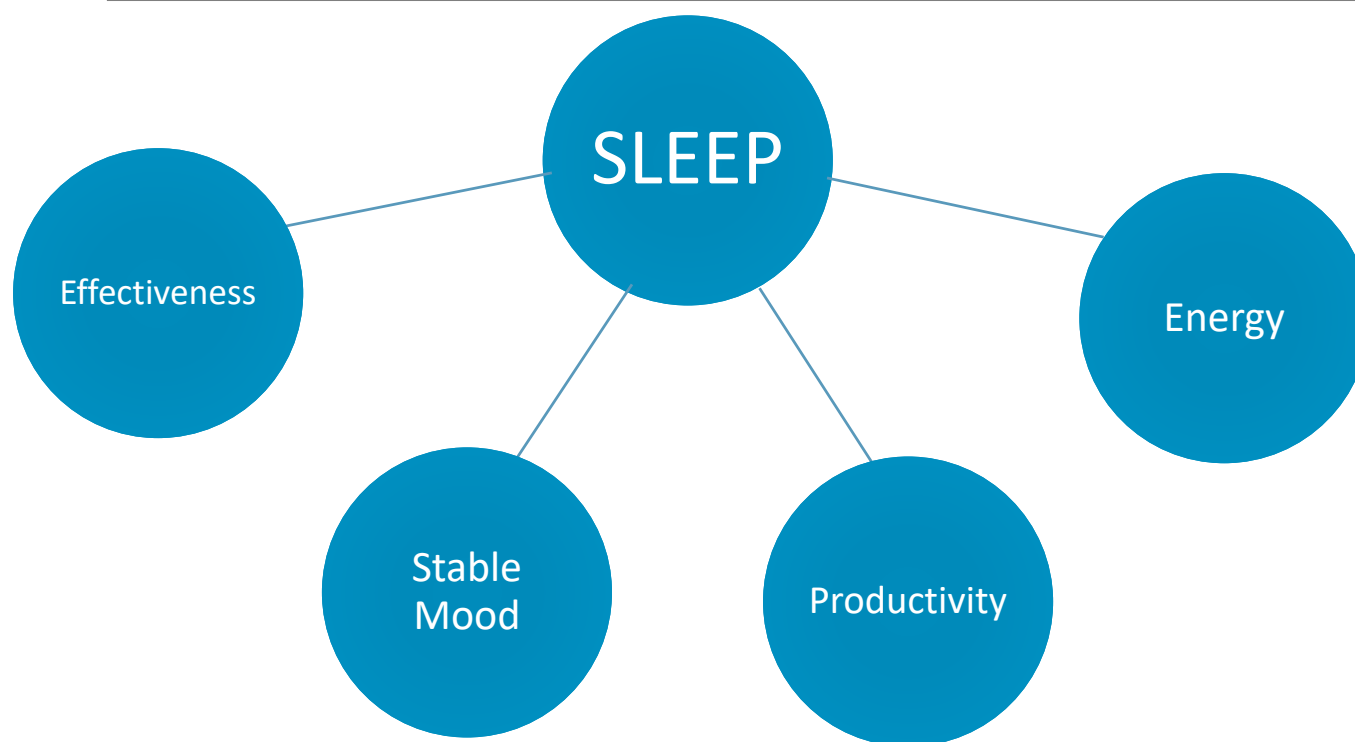 SLEEP
Effectiveness
Energy
Stable
Mood
Productivity